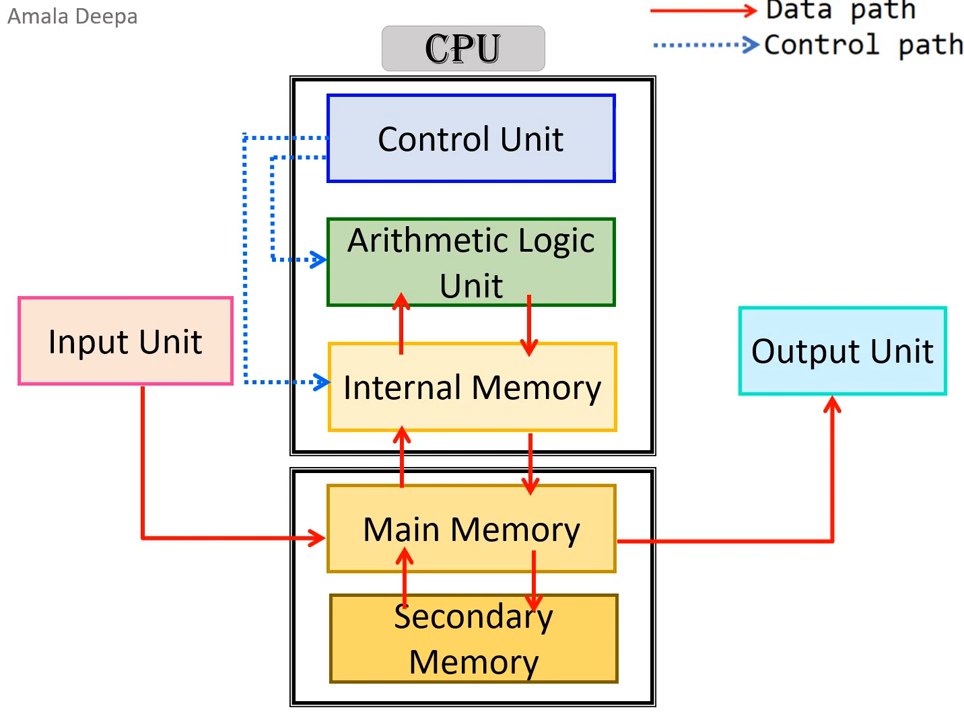 Amala Deepa
Data path
Control path
CPU
Control Unit
Arithmetic Logic
Unit
Input Unit
Internal Memory
Output Unit
Main Memory
Secondary
Memory